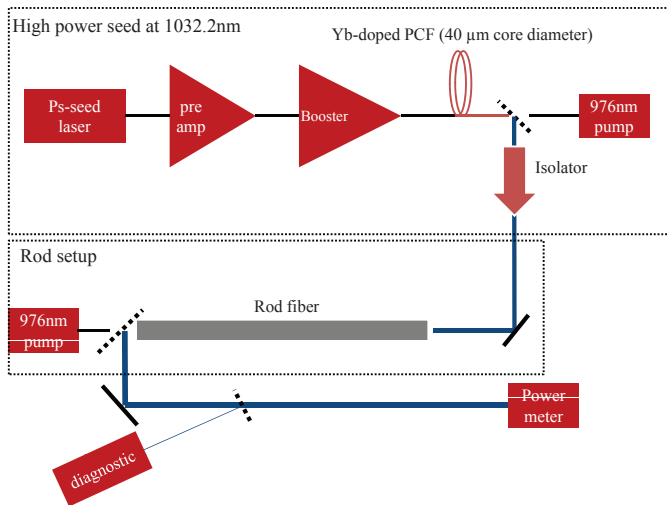 High power seed at 1032.2nm
Yb-doped PCF (40 µm core diameter)
Ps-seed
laser
pre
amp
Booster
976nm
pump
Isolator
Rod setup
Rod fiber
976nm
pump
Power
meter
diagnostic